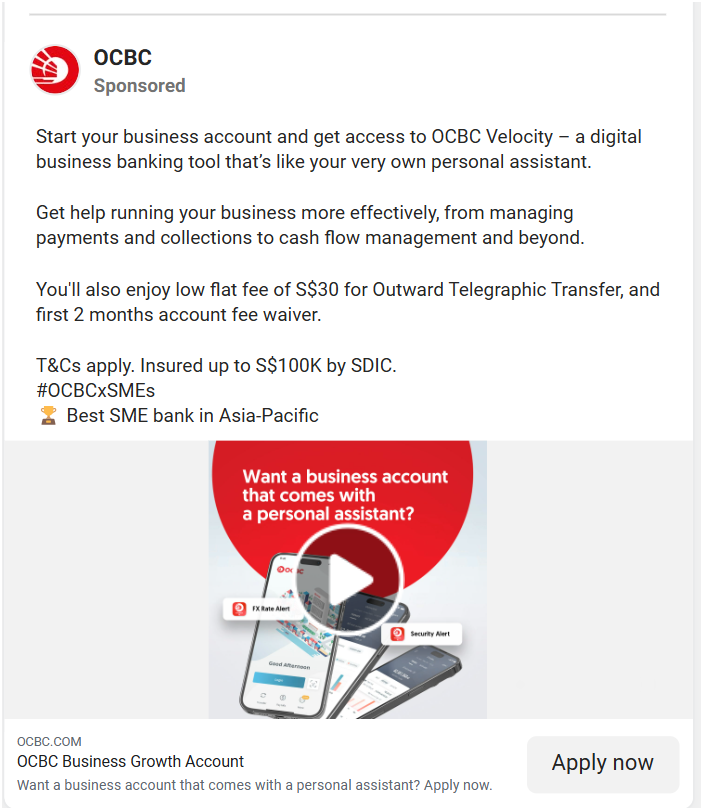 OCBC
Sponsored
Start your business account and get access to OCBC Velocity – a digital
business banking tool that’s like your very own personal assistant.
Get help running your business more effectively, from managing
payments and collections to cash flow management and beyond.
You'll also enjoy low flat fee of S$30 for Outward Telegraphic Transfer, and
first 2 months account fee waiver.
T&Cs apply. Insured up to S$100K by SDIC.
#OCBCxSMEs
🏆 Best SME bank in Asia-Pacific
Want a business account
that comes with
a personal assistant?
FX Rate Alert
Security Alert
Good Afternoon
Login
OCBC.COM
OCBC Business Growth Account
Want a business account that comes with a personal assistant? Apply now.
Apply now